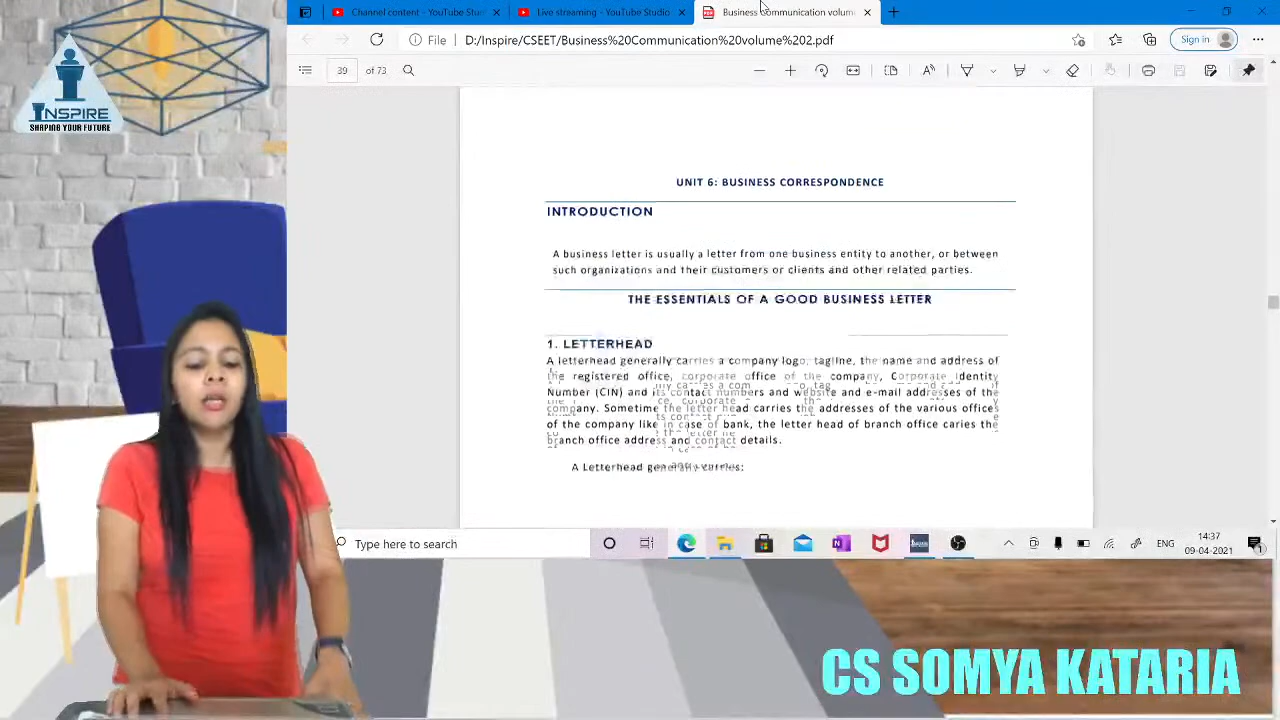 INSPIRE
SHAPING YOUR FUTURE
Channel content - YouTube Stu
Live streaming - YouTube Studio
Business Communication volum
File
D:/Inspire/CSEET/Business%20Communication%20volume%202.pdf
Sign in
39 of 73
UNIT 6: BUSINESS CORRESPONDENCE
INTRODUCTION
A business letter is usually a letter from one business entity to another, or between
such organizations and their customers or clients and other related parties.
THE ESSENTIALS OF A GOOD BUSINESS LETTER
1. LETTERHEAD
A letterhead generally carries a company logo, tagline, the name and address of
the registered office, corporate office of the company, Corporate Identity
Number (CIN) and its contact numbers and website and e-mail addresses of the
company. Sometime the letter head carries the addresses of the various offices
of the company like in case of bank, the letter head of branch office caries the
branch office address and contact details.
A Letterhead generally carries:
Type here to search
ENG
14:37
09-04-2021
CS SOMYA KATARIA